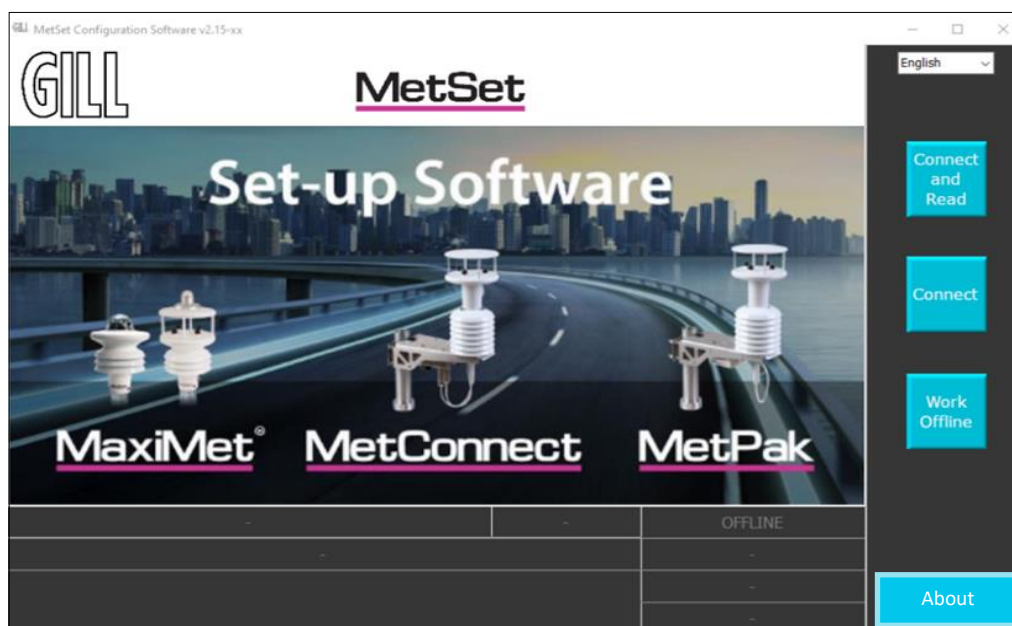 GILL MetSet Configuration Software v2.15-xx
English
GILL
MetSet
Set-up Software
MaxiMet®
MetConnect
MetPak
Connect
and
Read
Connect
Work
Offline
-
-
OFFLINE
-
-
-
-
About